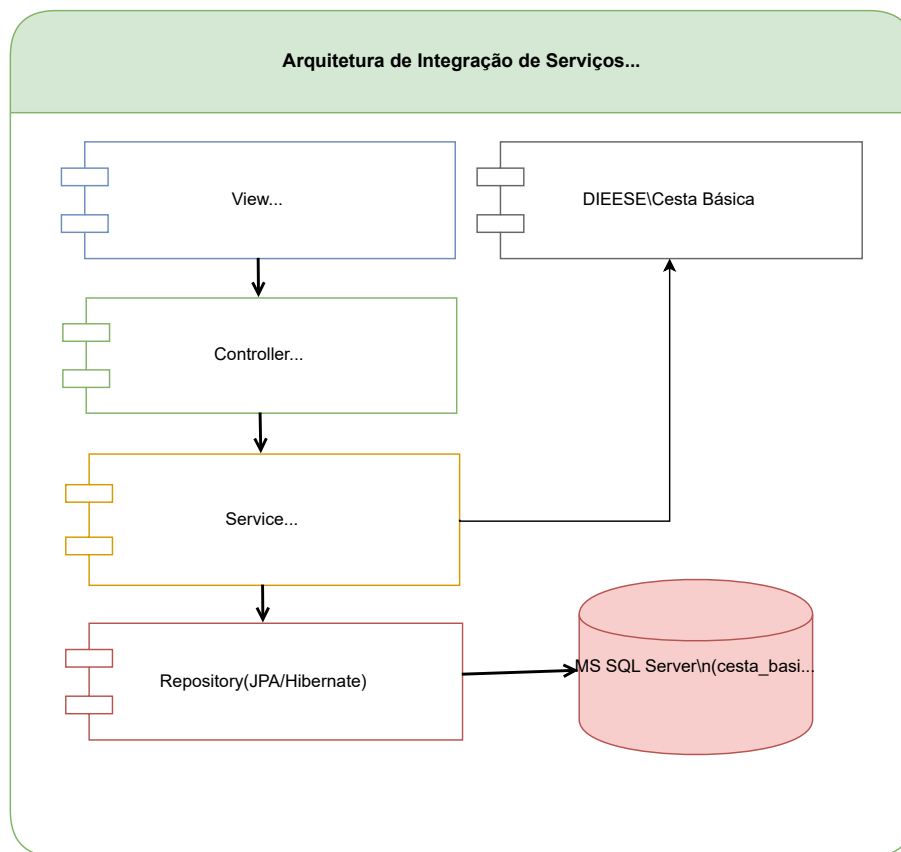 Arquitetura de Integração de Serviços...
View...
DIEESE\Cesta Básica
Controller...
Service...
Repository(JPA/Hibernate)
MS SQL Server\n(cesta_basi...